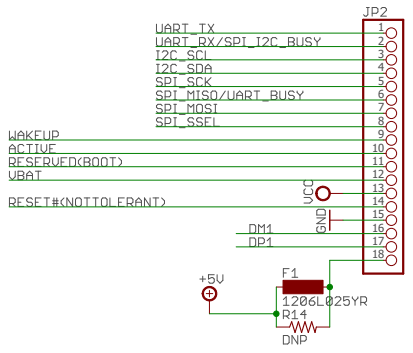 JP2
UART_TX 1
UART_RX/SPI_I2C_BUSY 2
I2C_SCL 3
I2C_SDA 4
SPI_SCK 5
SPI_MISO/UART_BUSY 6
SPI_MOSI 7
SPI_SSEL 8
WAKEUP 9
ACTIVE 10
RESERVED(BOOT) 11
VBAT 12
VCC 13
RESET#(NOTTOLERANT) 14
GND 15
DM1 16
DP1 17
18
+5V
F1
1206L025YR
R14
DNP